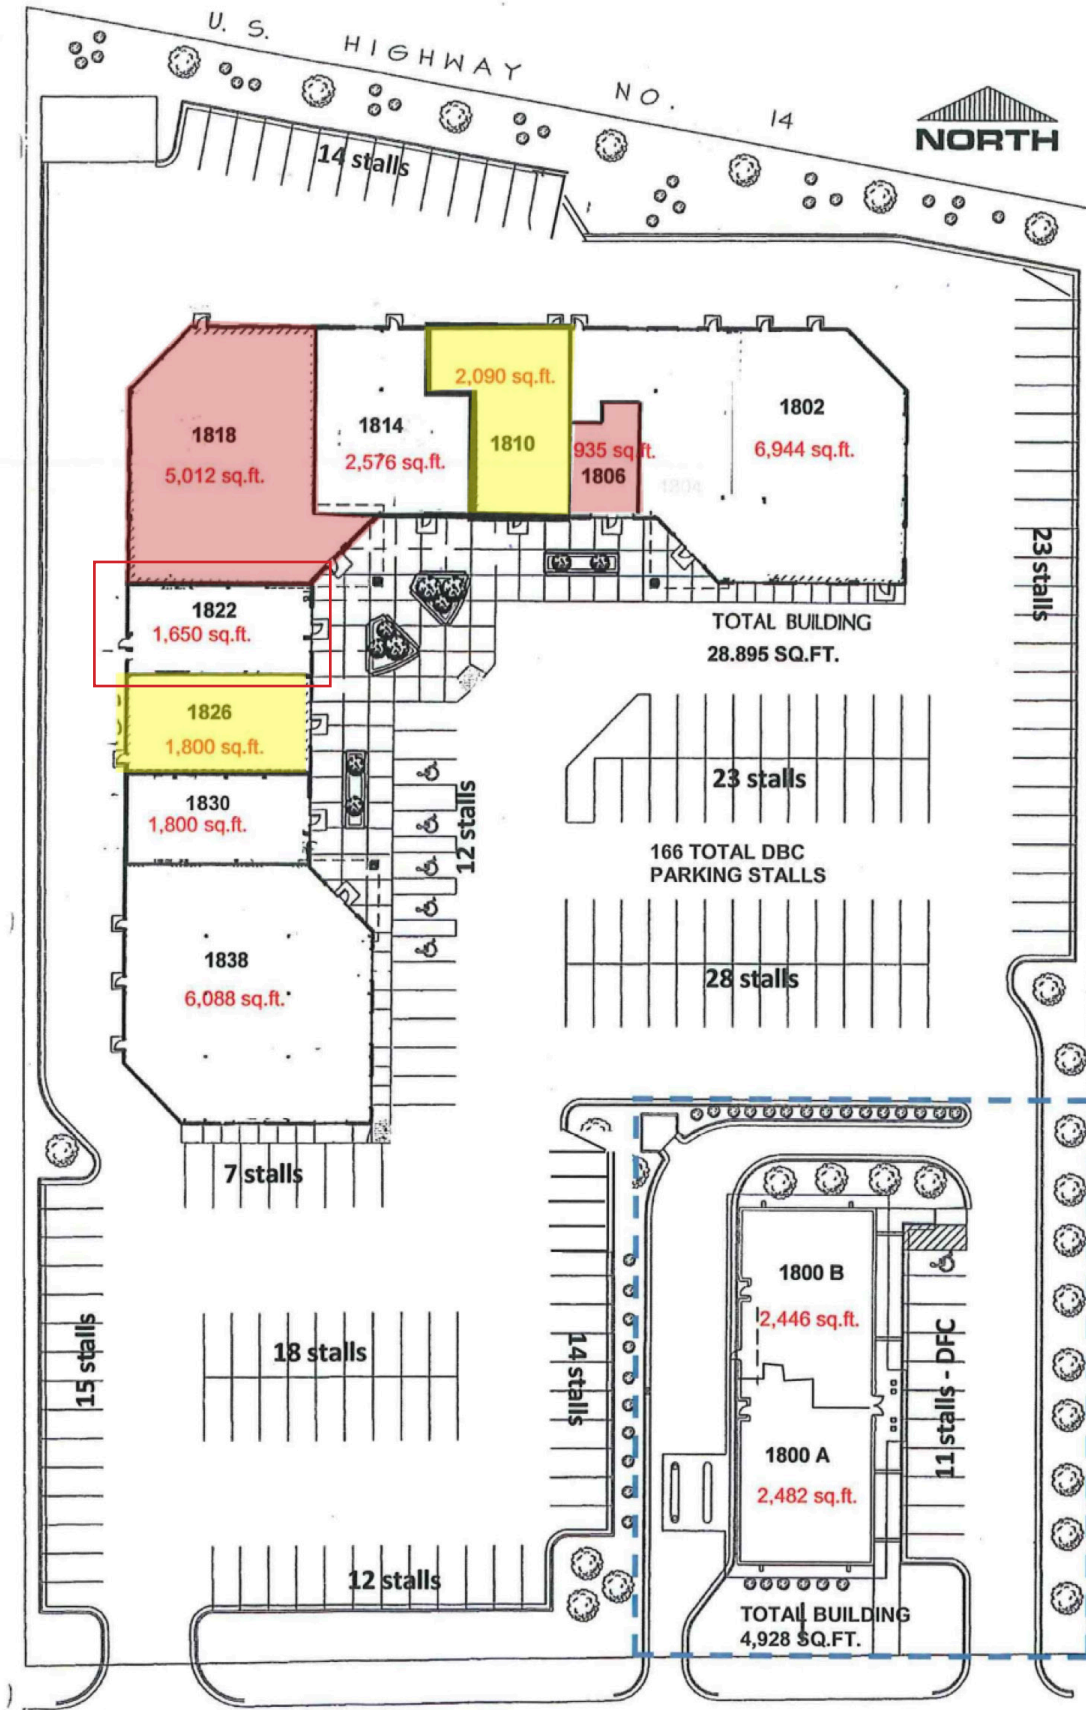 U. S. HIGHWAY NO. 14
NORTH
14 stalls
1818
5,012 sq.ft.
1814
2,576 sq.ft.
2,090 sq.ft.
1810
935 sq.ft.
1806
1804
1802
6,944 sq.ft.
23 stalls
1822
1,650 sq.ft.
TOTAL BUILDING
28.895 SQ.FT.
1826
1,800 sq.ft.
1830
1,800 sq.ft.
12 stalls
23 stalls
166 TOTAL DBC
PARKING STALLS
28 stalls
1838
6,088 sq.ft.
7 stalls
15 stalls
18 stalls
14 stalls
12 stalls
1800 B
2,446 sq.ft.
1800 A
2,482 sq.ft.
11 stalls - DFC
TOTAL BUILDING
4,928 SQ.FT.